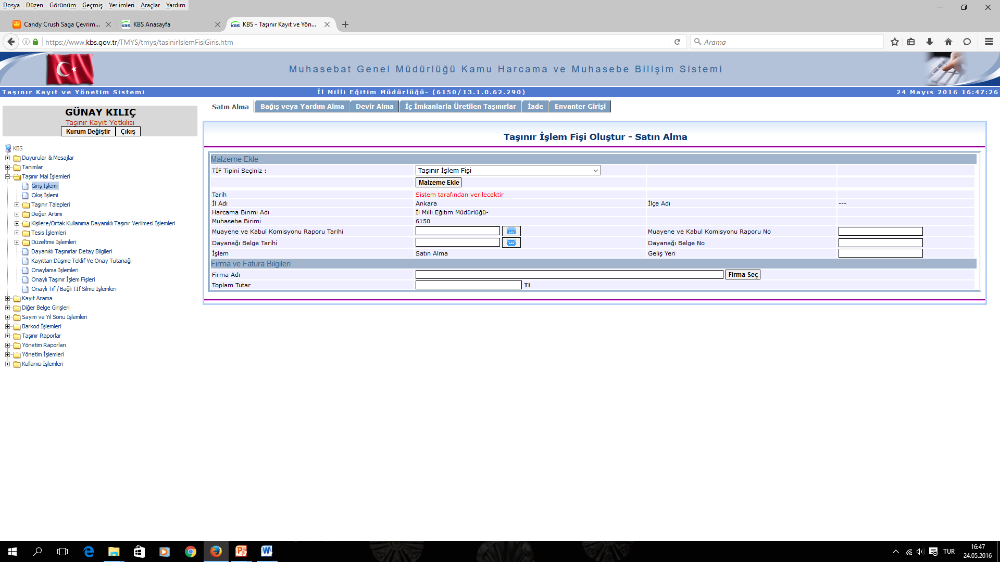 Dosya Düzen Görünüm Geçmiş Yer imleri Araçlar Yardım
Candy Crush Saga Çevrim... KBS Anasayfa KBS - Taşınır Kayıt ve Yön...
https://www.kbs.gov.tr/TMYS/tmys/tasinirIslemFisiGiris.htm Arama
Muhasebat Genel Müdürlüğü Kamu Harcama ve Muhasebe Bilişim Sistemi
Taşınır Kayıt ve Yönetim Sistemi İl Milli Eğitim Müdürlüğü- (6150/13.1.0.62.290) 24 Mayıs 2016 16:47:26
GÜNAY KILIÇ
Taşınır Kayıt Yetkilisi
Kurum Değiştir Çıkış
KBS
Duyurular & Mesajlar
Tanımlar
Taşınır Mal İşlemleri
Giriş İşlemi
Çıkış İşlemi
Taşınır Talepleri
Değer Artımı
Kişilere/Ortak Kullanıma Dayanıklı Taşınır Verilmesi İşlemleri
Tesis İşlemleri
Düzeltme İşlemleri
Dayanıklı Taşınırlar Detay Bilgileri
Kayıttan Düşme Teklif Ve Onay Tutanağı
Onaylama İşlemleri
Onaylı Taşınır İşlem Fişleri
Onaylı Tif / Bağlı Tİf Silme İşlemleri
Kayıt Arama
Diğer Belge Girişleri
Sayım ve Yıl Sonu İşlemleri
Barkod İşlemleri
Taşınır Raporlar
Yönetim Raporları
Yönetim İşlemleri
Kullanıcı İşlemleri
Satın Alma Bağış veya Yardım Alma Devir Alma İç İmkanlarla Üretilen Taşınırlar İade Envanter Girişi
Taşınır İşlem Fişi Oluştur - Satın Alma
Malzeme Ekle
TİF Tipini Seçiniz : Taşınır İşlem Fişi
Malzeme Ekle
Tarih Sistem tarafından verilecektir
İl Adı Ankara İlçe Adı ---
Harcama Birimi Adı İl Milli Eğitim Müdürlüğü-
Muhasebe Birimi 6150
Muayene ve Kabul Komisyonu Raporu Tarihi Muayene ve Kabul Komisyonu Raporu No
Dayanağı Belge Tarihi Dayanağı Belge No
İşlem Satın Alma Geliş Yeri
Firma ve Fatura Bilgileri
Firma Adı Firma Seç
Toplam Tutar TL
TUR 16:47
24.05.2016